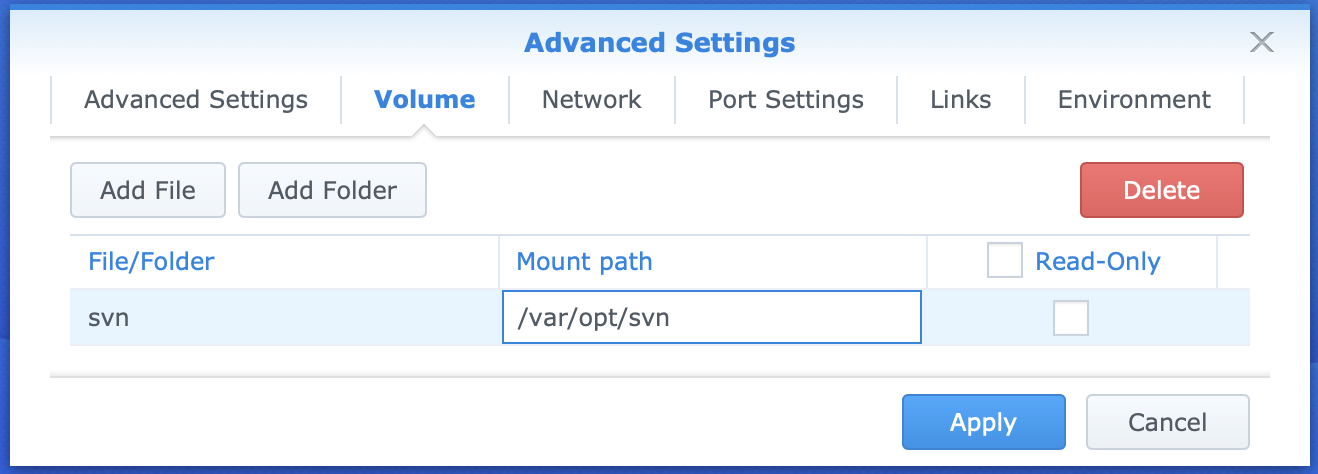 Advanced Settings
Advanced Settings Volume Network Port Settings Links Environment
Add File Add Folder Delete
File/Folder Mount path Read-Only
svn /var/opt/svn
Apply Cancel